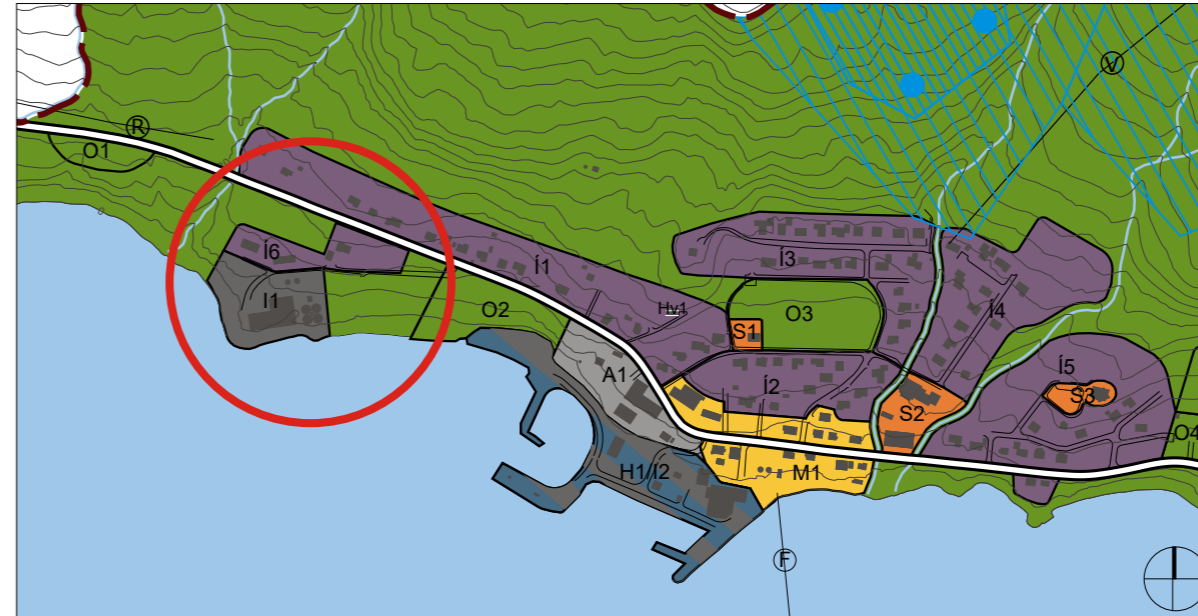 V
R
O1
Í6
Í3
Í1
I1
Hv1
O2
O3
S1
Í4
A1
Í5
Í2
S3
S2
O4
H1/I2
M1
F